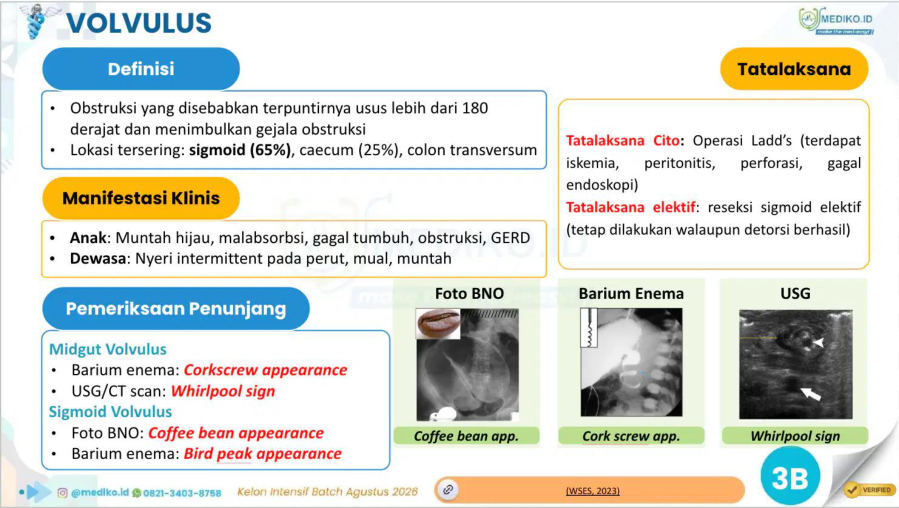 VOLVULUS
MEDIKO.ID
make the med-easy!
Definisi
• Obstruksi yang disebabkan terpuntirnya usus lebih dari 180
derajat dan menimbulkan gejala obstruksi
• Lokasi tersering: sigmoid (65%), caecum (25%), colon transversum
Manifestasi Klinis
• Anak: Muntah hijau, malabsorbsi, gagal tumbuh, obstruksi, GERD
• Dewasa: Nyeri intermittent pada perut, mual, muntah
Pemeriksaan Penunjang
Midgut Volvulus
• Barium enema: Corkscrew appearance
• USG/CT scan: Whirlpool sign
Sigmoid Volvulus
• Foto BNO: Coffee bean appearance
• Barium enema: Bird peak appearance
Tatalaksana
Tatalaksana Cito: Operasi Ladd's (terdapat
iskemia, peritonitis, perforasi, gagal
endoskopi)
Tatalaksana elektif: reseksi sigmoid elektif
(tetap dilakukan walaupun detorsi berhasil)
Foto BNO
Coffee bean app.
Barium Enema
Cork screw app.
USG
Whirlpool sign
@mediko.id 0821-3403-8758
Kelon Intensif Batch Agustus 2026
(WSES, 2023)
3B
VERIFIED